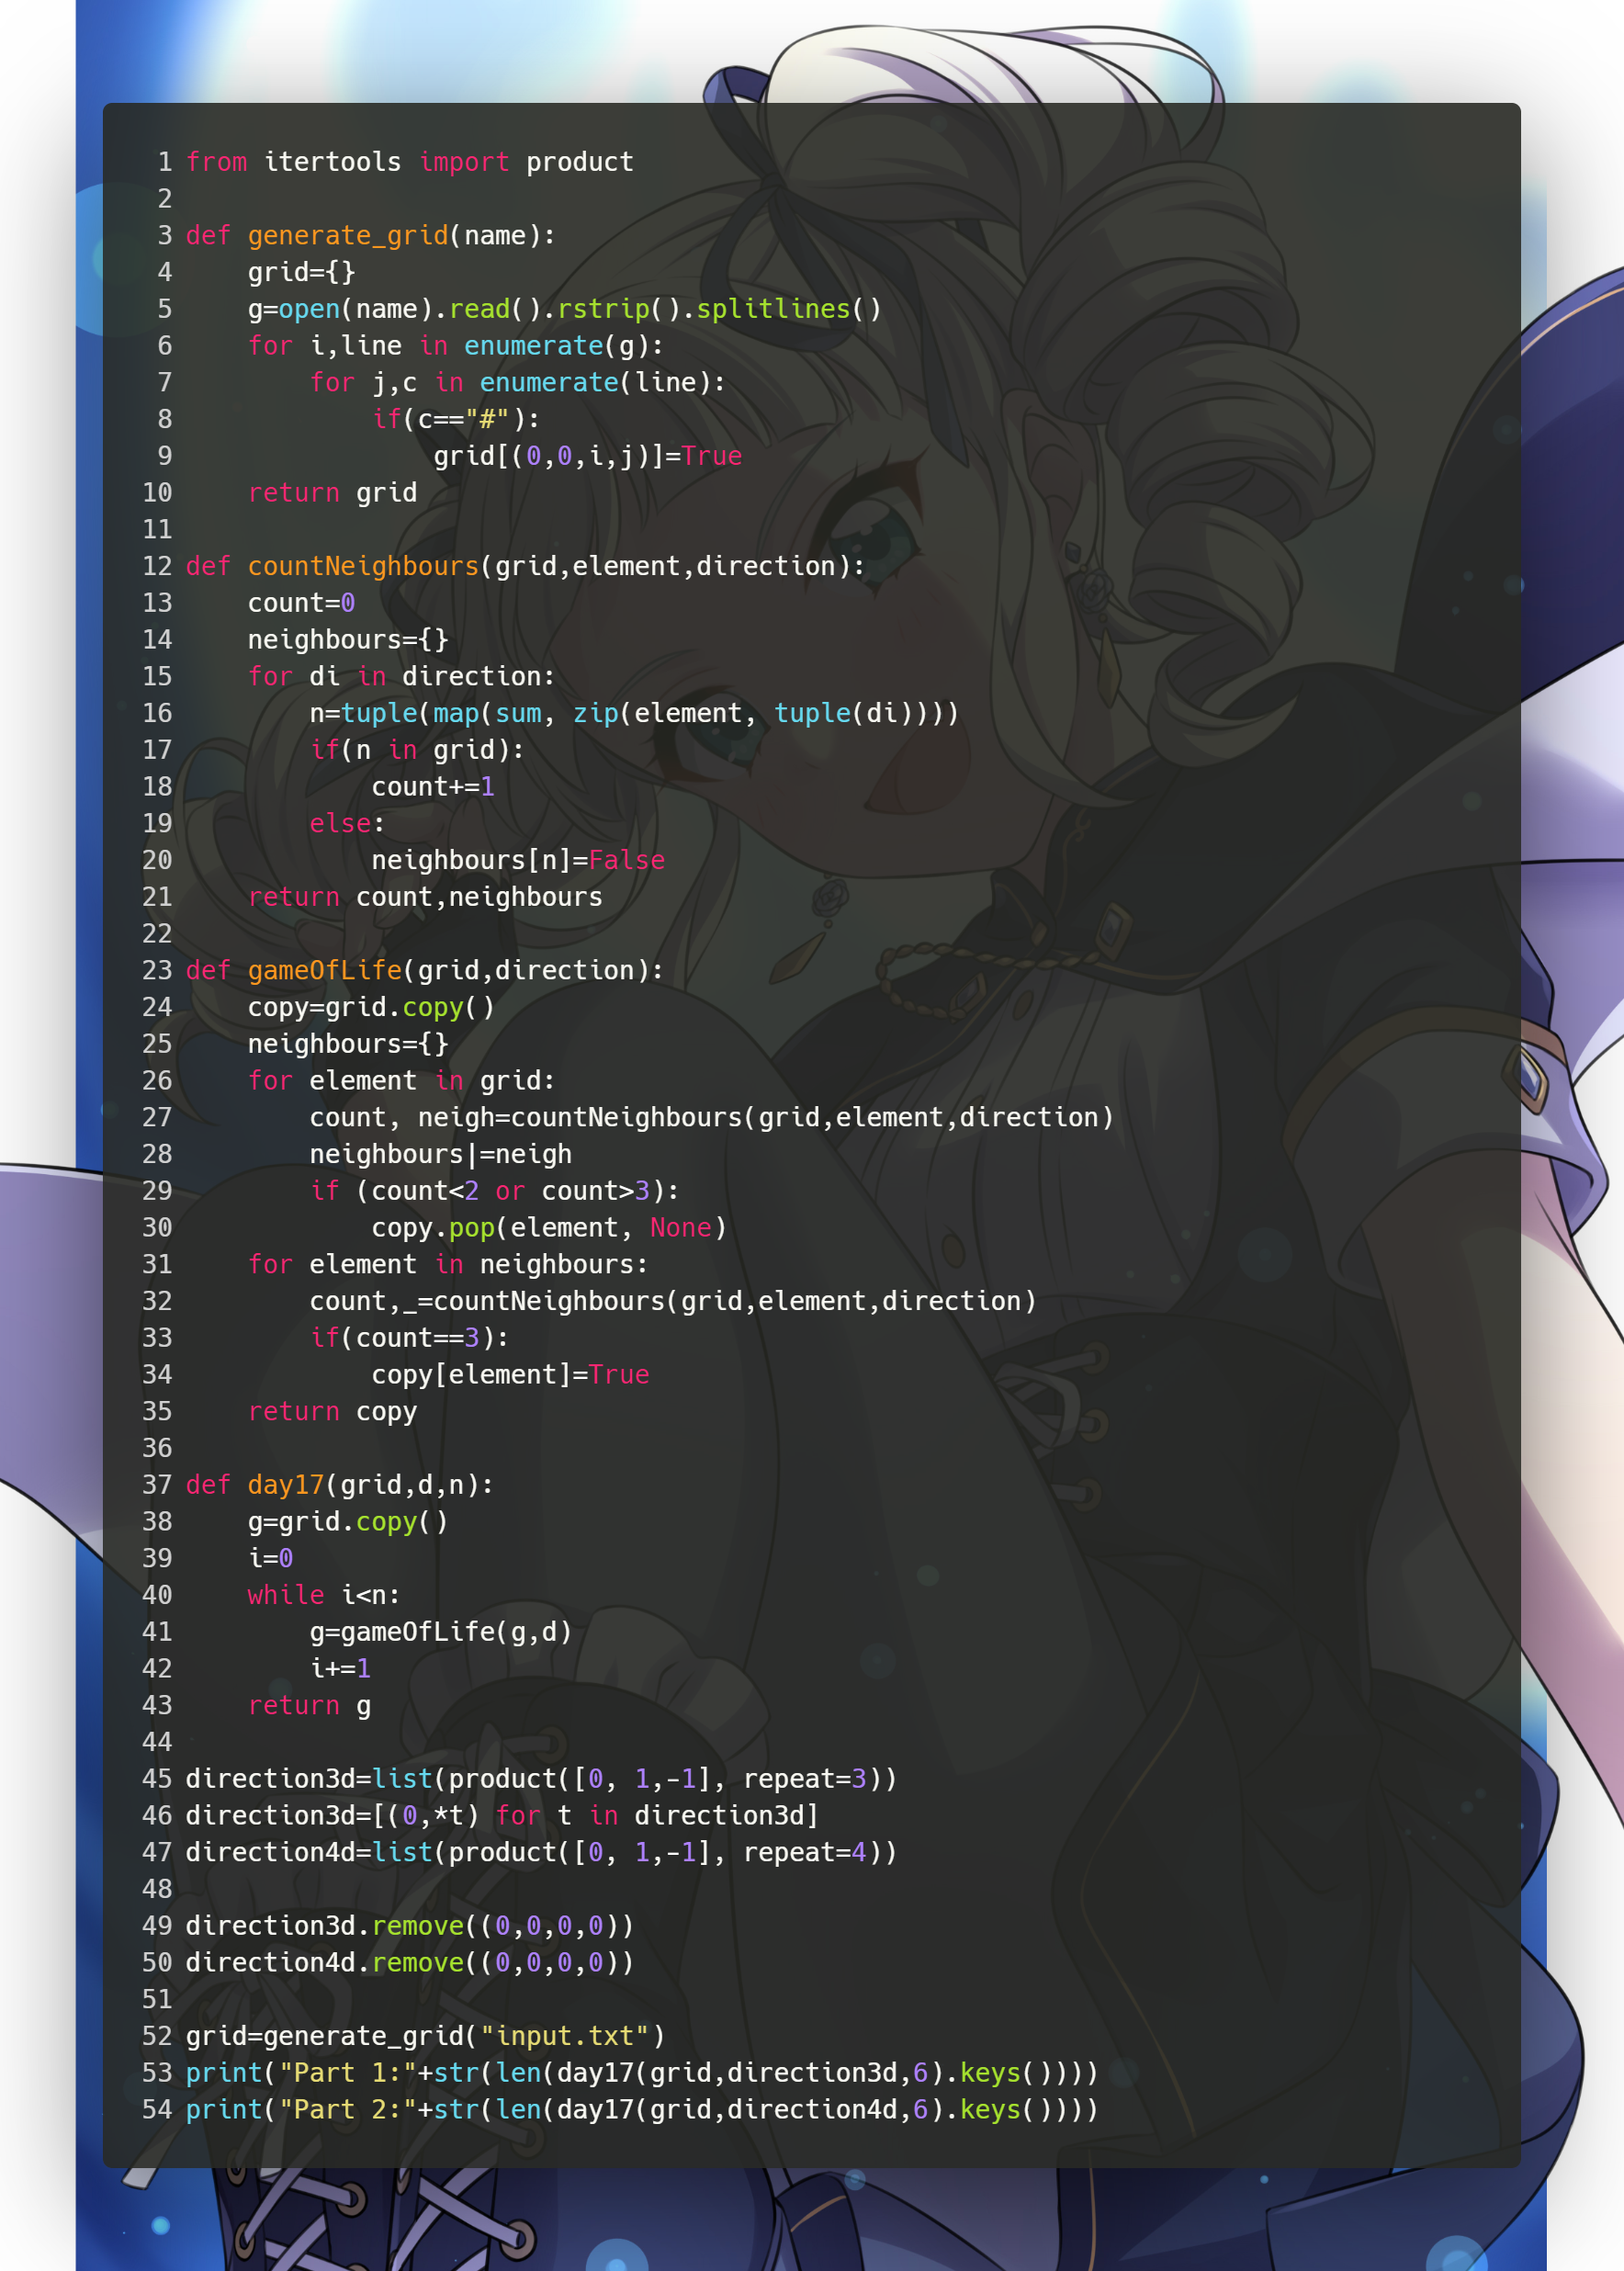 1 from itertools import product
2
3 def generate_grid(name):
4     grid={}
5     g=open(name).read().rstrip().splitlines()
6     for i,line in enumerate(g):
7         for j,c in enumerate(line):
8             if(c=="#"):
9                 grid[(0,0,i,j)]=True
10     return grid
11
12 def countNeighbours(grid,element,direction):
13     count=0
14     neighbours={}
15     for di in direction:
16         n=tuple(map(sum, zip(element, tuple(di))))
17         if(n in grid):
18             count+=1
19         else:
20             neighbours[n]=False
21     return count,neighbours
22
23 def gameOfLife(grid,direction):
24     copy=grid.copy()
25     neighbours={}
26     for element in grid:
27         count, neigh=countNeighbours(grid,element,direction)
28         neighbours|=neigh
29         if (count<2 or count>3):
30             copy.pop(element, None)
31     for element in neighbours:
32         count,_=countNeighbours(grid,element,direction)
33         if(count==3):
34             copy[element]=True
35     return copy
36
37 def day17(grid,d,n):
38     g=grid.copy()
39     i=0
40     while i<n:
41         g=gameOfLife(g,d)
42         i+=1
43     return g
44
45 direction3d=list(product([0, 1,-1], repeat=3))
46 direction3d=[(0,*t) for t in direction3d]
47 direction4d=list(product([0, 1,-1], repeat=4))
48
49 direction3d.remove((0,0,0,0))
50 direction4d.remove((0,0,0,0))
51
52 grid=generate_grid("input.txt")
53 print("Part 1:"+str(len(day17(grid,direction3d,6).keys())))
54 print("Part 2:"+str(len(day17(grid,direction4d,6).keys())))